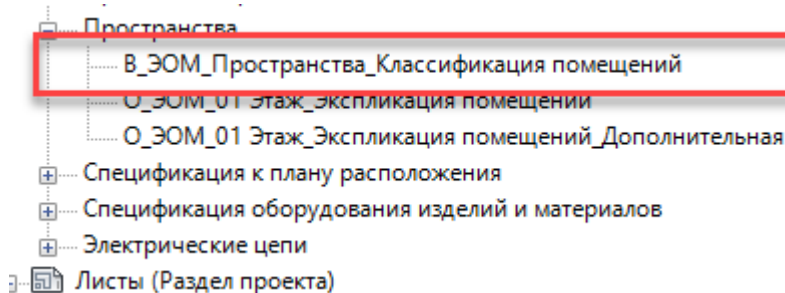 Пространства
В_ЭОМ_Пространства_Классификация помещений
О_ЭОМ_01 Этаж_Экспликация помещений
О_ЭОМ_01 Этаж_Экспликация помещений_Дополнительная
Спецификация к плану расположения
Спецификация оборудования изделий и материалов
Электрические цепи
Листы (Раздел проекта)